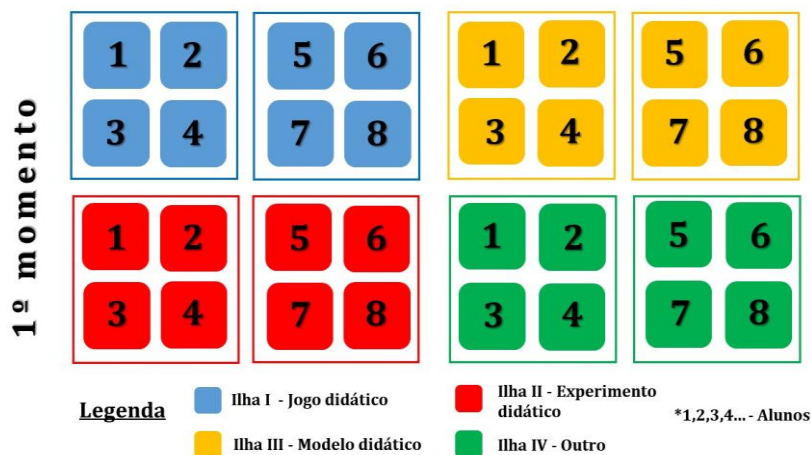 1º momento
1 2 5 6 1 2 5 6
3 4 7 8 3 4 7 8
1 2 5 6 1 2 5 6
3 4 7 8 3 4 7 8
Legenda
Ilha I - Jogo didático
Ilha III - Modelo didático
Ilha II - Experimento
didático
Ilha IV - Outro
*1,2,3,4... - Alunos